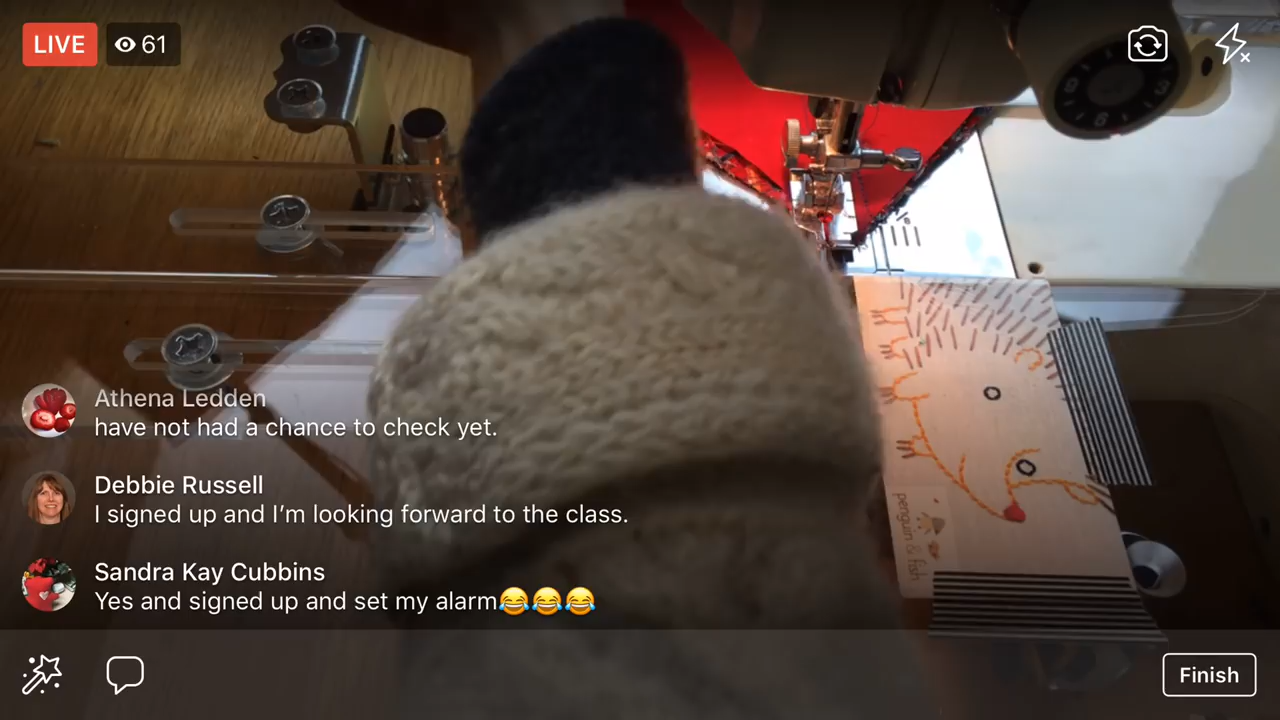 LIVE
61
Athena Ledden
have not had a chance to check yet.
Debbie Russell
I signed up and I’m looking forward to the class.
Sandra Kay Cubbins
Yes and signed up and set my alarm😂😂😂
penguin & fish
Finish